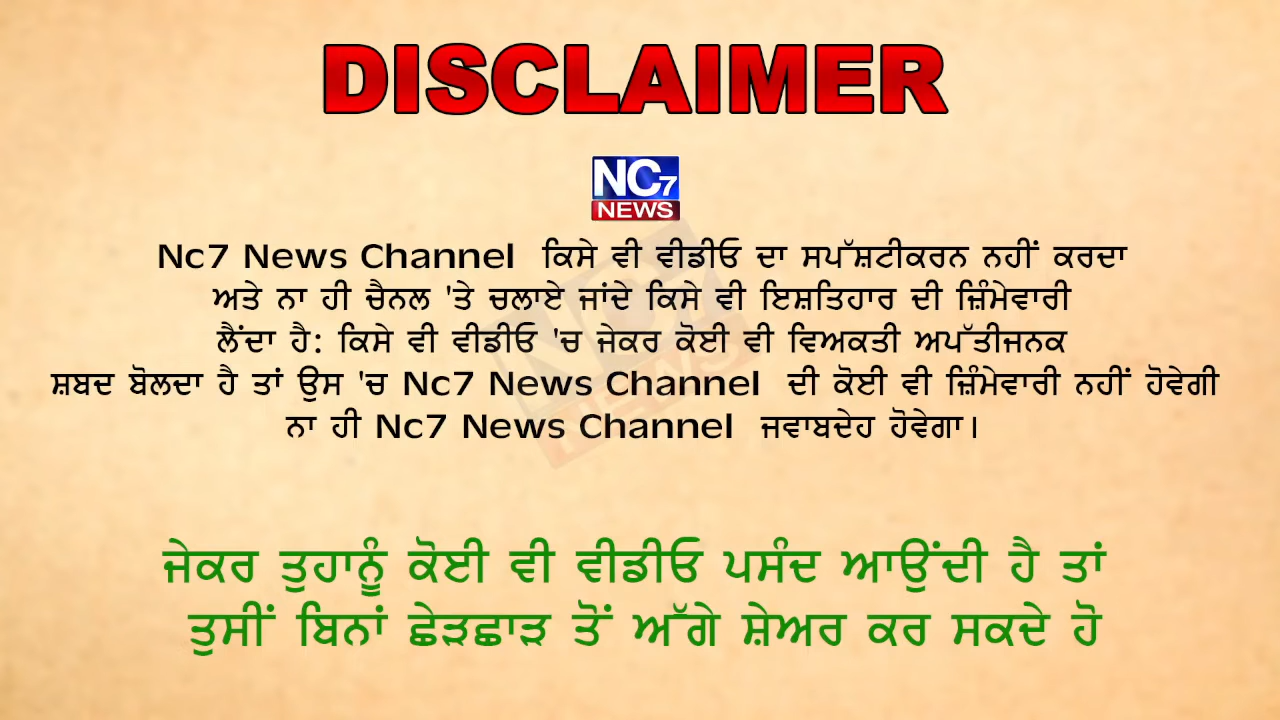 DISCLAIMER
NC7
NEWS
Nc7 News Channel ਕਿਸੇ ਵੀ ਵੀਡੀਓ ਦਾ ਸਪੱਸ਼ਟੀਕਰਨ ਨਹੀਂ ਕਰਦਾ
ਅਤੇ ਨਾ ਹੀ ਚੈਨਲ 'ਤੇ ਚਲਾਏ ਜਾਂਦੇ ਕਿਸੇ ਵੀ ਇਸ਼ਤਿਹਾਰ ਦੀ ਜ਼ਿੰਮੇਵਾਰੀ
ਲੈਂਦਾ ਹੈ: ਕਿਸੇ ਵੀ ਵੀਡੀਓ 'ਚ ਜੇਕਰ ਕੋਈ ਵੀ ਵਿਅਕਤੀ ਅਪੱਤੀਜਨਕ
ਸ਼ਬਦ ਬੋਲਦਾ ਹੈ ਤਾਂ ਉਸ 'ਚ Nc7 News Channel ਦੀ ਕੋਈ ਵੀ ਜ਼ਿੰਮੇਵਾਰੀ ਨਹੀਂ ਹੋਵੇਗੀ
ਨਾ ਹੀ Nc7 News Channel ਜਵਾਬਦੇਹ ਹੋਵੇਗਾ।
ਜੇਕਰ ਤੁਹਾਨੂੰ ਕੋਈ ਵੀ ਵੀਡੀਓ ਪਸੰਦ ਆਉਂਦੀ ਹੈ ਤਾਂ
ਤੁਸੀਂ ਬਿਨਾਂ ਛੇੜਛਾੜ ਤੋਂ ਅੱਗੇ ਸ਼ੇਅਰ ਕਰ ਸਕਦੇ ਹੋ